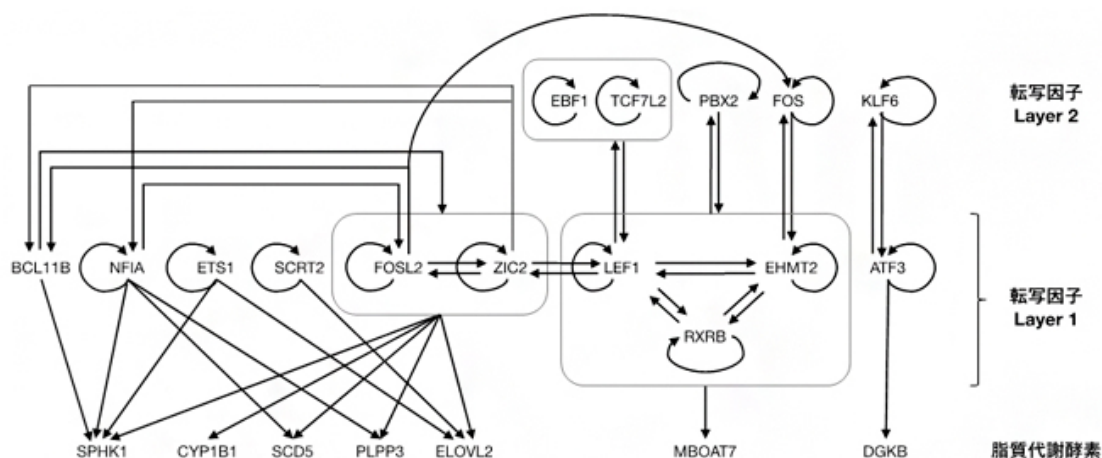 EBF1 TCF7L2 PBX2 FOS KLF6 転写因子
Layer 2
BCL11B NFIA ETS1 SCRT2 FOSL2 ZIC2 LEF1 EHMT2 ATF3
転写因子
Layer 1
RXRB
SPHK1 CYP1B1 SCD5 PLPP3 ELOVL2 MBOAT7 DGKB 脂質代謝酵素